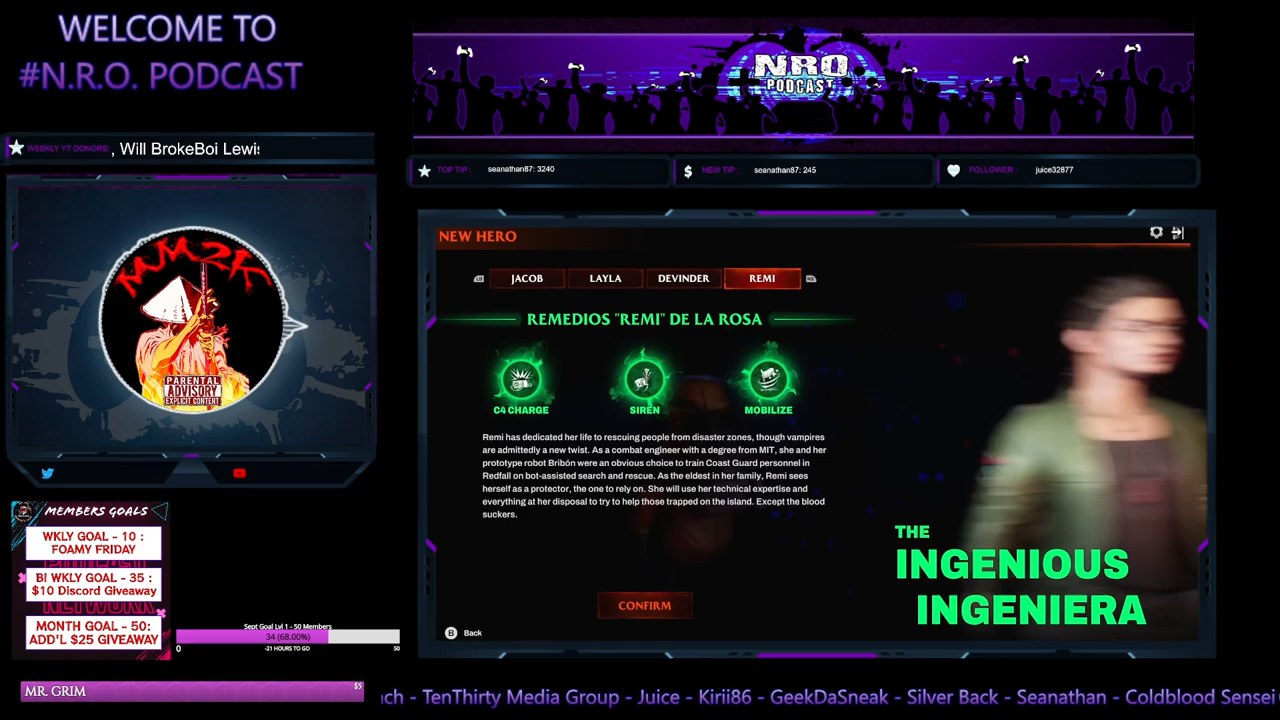 WELCOME TO
#N.R.O. PODCAST
NRO
PODCAST
WEEKLY YT DONORS:
, Will BrokeBoi Lewis
TOP TIP :
seanathan87: 3240
NEW TIP :
seanathan87: 245
FOLLOWER :
juice32877
MM2K
PARENTAL
ADVISORY
EXPLICIT CONTENT
NEW HERO
JACOB
LAYLA
DEVINDER
REMI
REMEDIOS "REMI" DE LA ROSA
C4 CHARGE
SIREN
MOBILIZE
Remi has dedicated her life to rescuing people from disaster zones, though vampires
are admittedly a new twist. As a combat engineer with a degree from MIT, she and her
prototype robot Bribón were an obvious choice to train Coast Guard personnel in
Redfall on bot-assisted search and rescue. As the eldest in her family, Remi sees
herself as a protector, the one to rely on. She will use her technical expertise and
everything at her disposal to try to help those trapped on the island. Except the blood
suckers.
THE
INGENIOUS
INGENIERA
CONFIRM
B Back
MEMBERS GOALS
WKLY GOAL - 10 :
FOAMY FRIDAY
BI WKLY GOAL - 35 :
$10 Discord Giveaway
NETWORK
MONTH GOAL - 50:
ADD'L $25 GIVEAWAY
Sept Goal Lvl 1 - 50 Members
34 (68.00%)
0
-21 HOURS TO GO
50
MR. GRIM
$5
ch - TenThirty Media Group - Juice - Kirii86 - GeekDaSneak - Silver Back - Seanathan - Coldblood Sensei